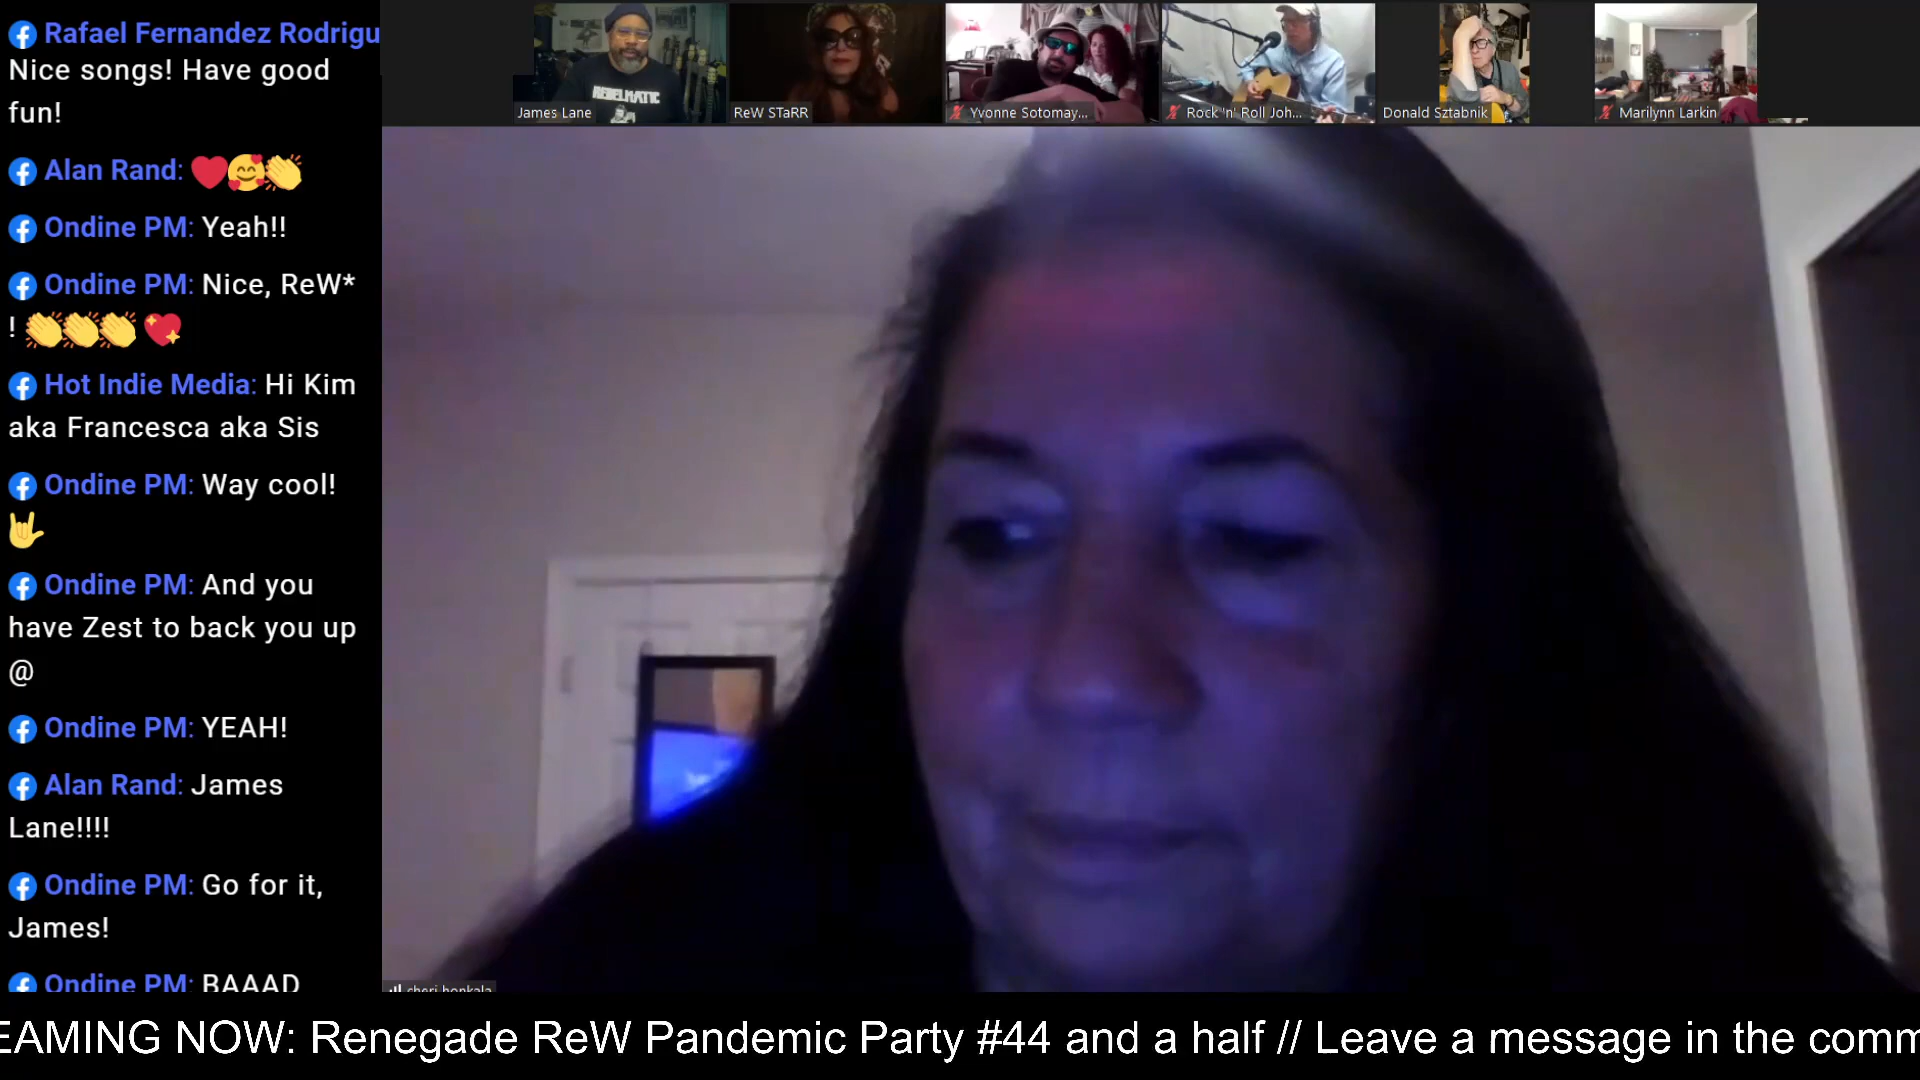 Rafael Fernandez Rodrigu
Nice songs! Have good
fun!
Alan Rand:
Ondine PM: Yeah!!
Ondine PM: Nice, ReW*
!
Hot Indie Media: Hi Kim
aka Francesca aka Sis
Ondine PM: Way cool!
Ondine PM: And you
have Zest to back you up
@
Ondine PM: YEAH!
Alan Rand: James
Lane!!!!
Ondine PM: Go for it,
James!
Ondine PM: BAAAD
REBELMATIC
James Lane
ReW STaRR
Yvonne Sotomay...
Rock 'n' Roll Joh...
Donald Sztabnik
Marilynn Larkin
cheri honkala
EAMING NOW: Renegade ReW Pandemic Party #44 and a half // Leave a message in the comm